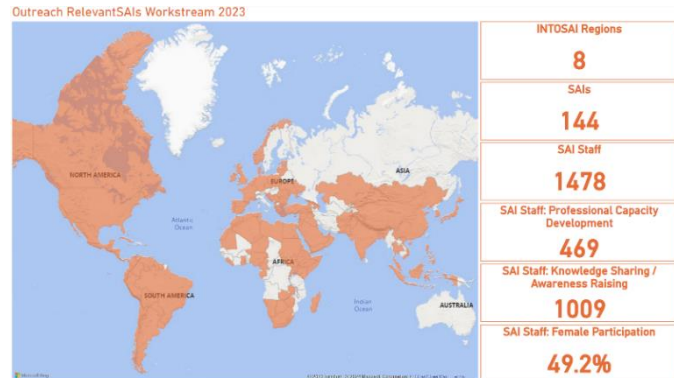 Outreach RelevantSAIs Workstream 2023
INTOSAI Regions
8
SAIs
144
SAI Staff
1478
SAI Staff: Professional Capacity
Development
469
SAI Staff: Knowledge Sharing /
Awareness Raising
1009
SAI Staff: Female Participation
49.2%
NORTH AMERICA
EUROPE
ASIA
Atlantic
Ocean
AFRICA
SOUTH AMERICA
Indian
Ocean
AUSTRALIA